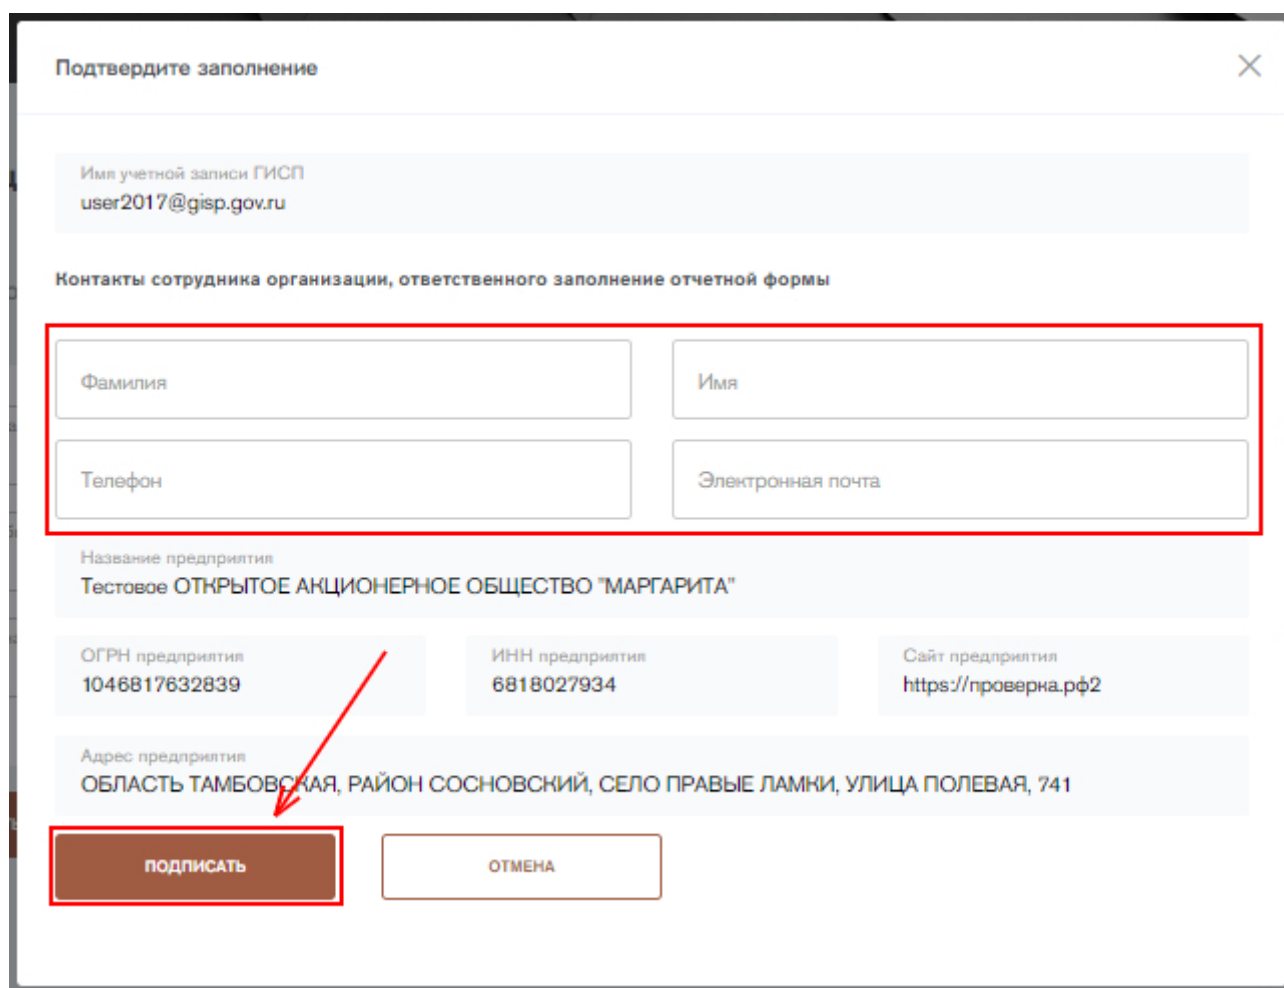 Подтвердите заполнение
Имя учетной записи ГИСП
user2017@gisp.gov.ru
Контакты сотрудника организации, ответственного заполнение отчетной формы
Фамилия
Имя
Телефон
Электронная почта
Название предприятия
Тестовое ОТКРЫТОЕ АКЦИОНЕРНОЕ ОБЩЕСТВО "МАРГАРИТА"
ОГРН предприятия
ИНН предприятия
Сайт предприятия
1046817632839
6818027934
https://проверка.рф2
Адрес предприятия
ОБЛАСТЬ ТАМБОВСКАЯ, РАЙОН СОСНОВСКИЙ, СЕЛО ПРАВЫЕ ЛАМКИ, УЛИЦА ПОЛЕВАЯ, 741
ПОДПИСАТЬ
ОТМЕНА